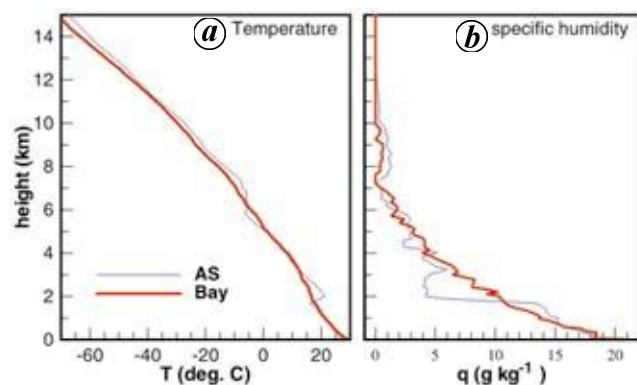 a Temperature
b specific humidity
height (km)
14
12
10
8
6
4
2
0
AS
Bay
-60 -40 -20 0 20
0 5 10 15 20
T (deg. C)
q (g kg⁻¹)